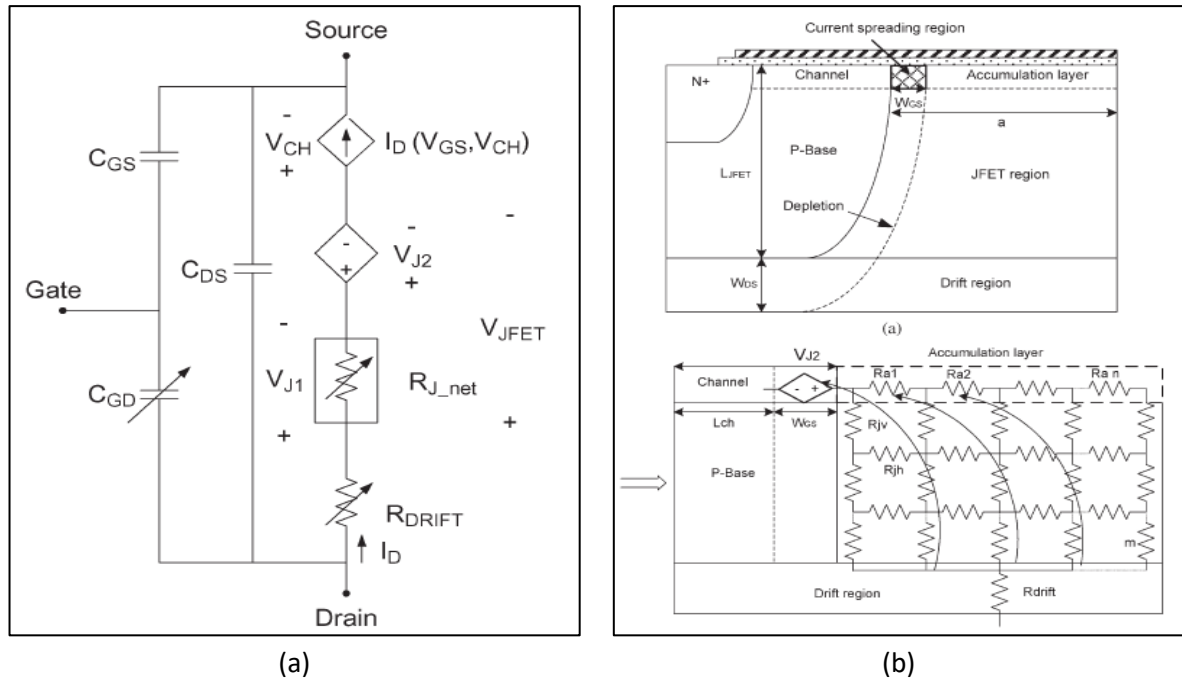 Source
V_CH
I_D (V_GS,V_CH)
C_GS
V_J2
C_DS
Gate
V_JFET
V_J1
R_J_net
C_GD
R_DRIFT
I_D
Drain
(a)
Current spreading region
N+
Channel
Accumulation layer
W_GS
a
P-Base
L_JFET
JFET region
Depletion
W_DS
Drift region
(a)
V_J2
Accumulation layer
Channel
Ra1
Ra2
Ra n
Lch
W_GS
Rjv
P-Base
Rjh
m
Drift region
Rdrift
(b)